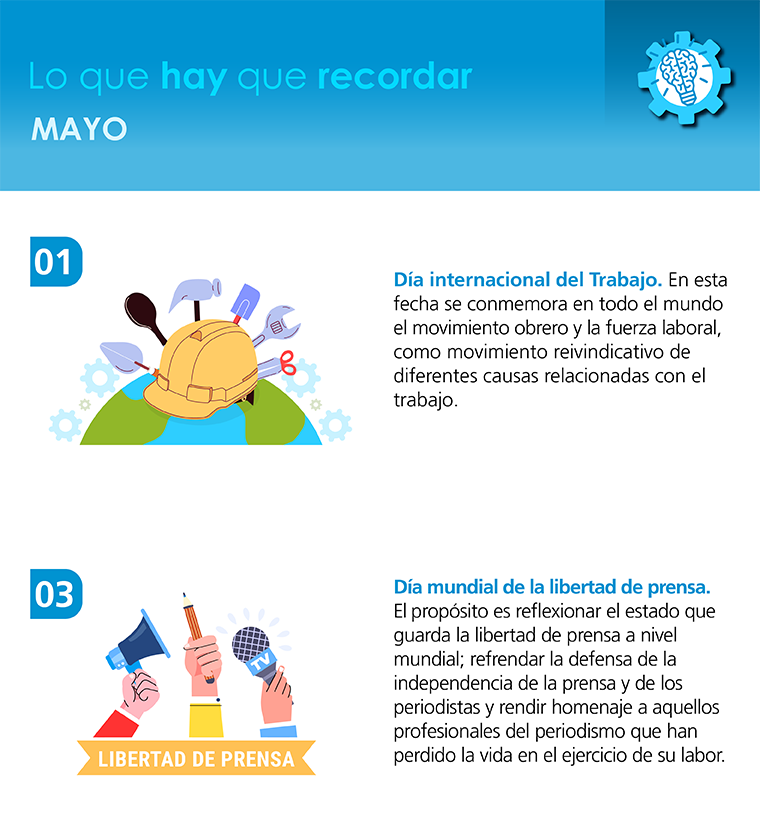 Lo que hay que recordar
MAYO
01
Día internacional del Trabajo. En esta
fecha se conmemora en todo el mundo
el movimiento obrero y la fuerza laboral,
como movimiento reivindicativo de
diferentes causas relacionadas con el
trabajo.
03
Día mundial de la libertad de prensa.
El propósito es reflexionar el estado que
guarda la libertad de prensa a nivel
mundial; refrendar la defensa de la
independencia de la prensa y de los
periodistas y rendir homenaje a aquellos
profesionales del periodismo que han
perdido la vida en el ejercicio de su labor.
TV
LIBERTAD DE PRENSA